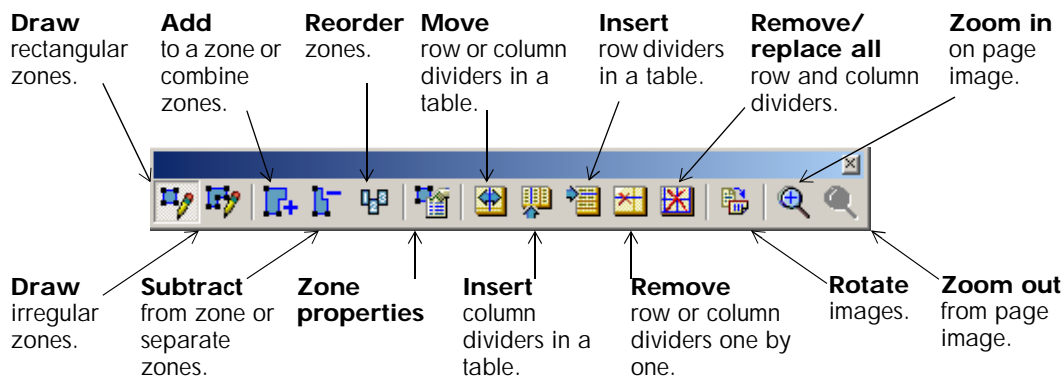 Draw
rectangular
zones.
Add
to a zone or
combine
zones.
Reorder
zones.
Move
row or column
dividers in a
table.
Insert
row dividers
in a table.
Remove/
replace all
row and column
dividers.
Zoom in
on page
image.
Draw
irregular
zones.
Subtract
from zone or
separate
zones.
Zone
properties
Insert
column
dividers in a
table.
Remove
row or column
dividers one by
one.
Rotate
images.
Zoom out
from page
image.